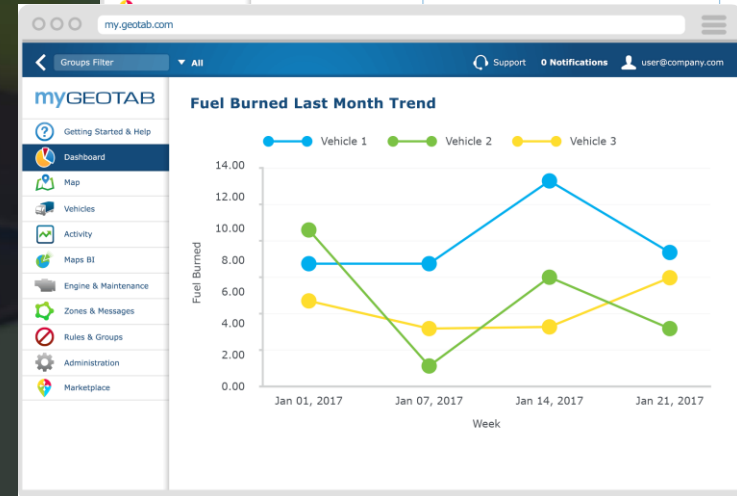 my.geotab.com
Groups Filter
All
Support
0 Notifications
user@company.com
myGEOTAB
Getting Started & Help
Dashboard
Map
Vehicles
Activity
Maps BI
Engine & Maintenance
Zones & Messages
Rules & Groups
Administration
Marketplace
Fuel Burned Last Month Trend
Vehicle 1
Vehicle 2
Vehicle 3
14.00
12.00
10.00
8.00
6.00
4.00
2.00
0.00
Fuel Burned
Jan 01, 2017
Jan 07, 2017
Jan 14, 2017
Jan 21, 2017
Week